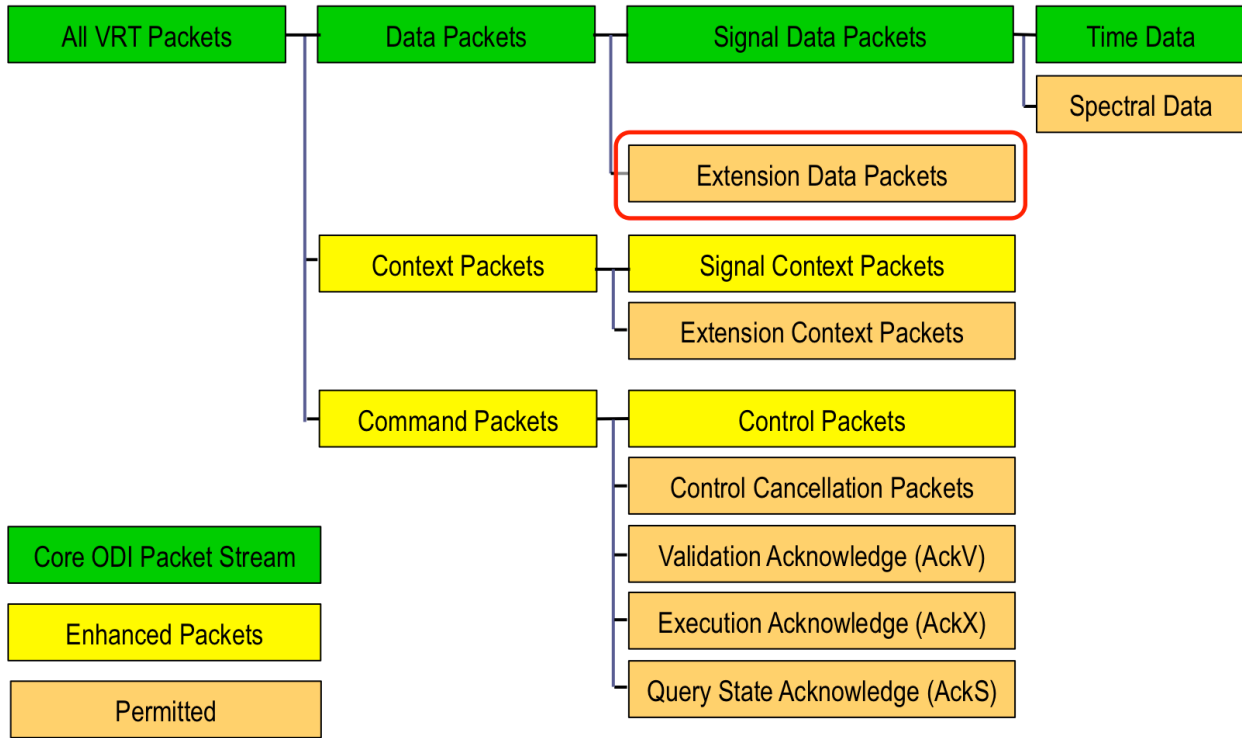 All VRT Packets
Data Packets
Signal Data Packets
Time Data
Spectral Data
Extension Data Packets
Context Packets
Signal Context Packets
Extension Context Packets
Command Packets
Control Packets
Control Cancellation Packets
Validation Acknowledge (AckV)
Execution Acknowledge (AckX)
Query State Acknowledge (AckS)
Core ODI Packet Stream
Enhanced Packets
Permitted